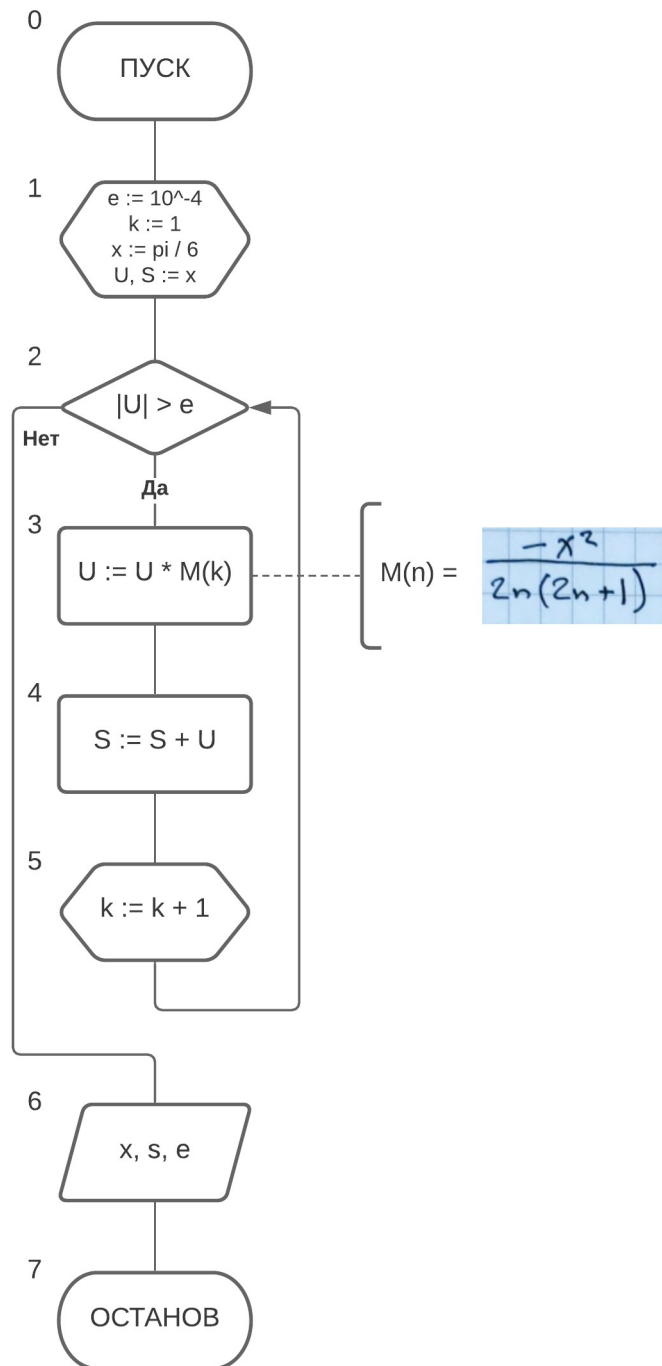 0
ПУСК
1
e := 10^-4
k := 1
x := pi / 6
U, S := x
2
|U| > e
Нет
Да
3
U := U * M(k)
M(n) =
-x²
2n(2n+1)
4
S := S + U
5
k := k + 1
6
x, s, e
7
ОСТАНОВ